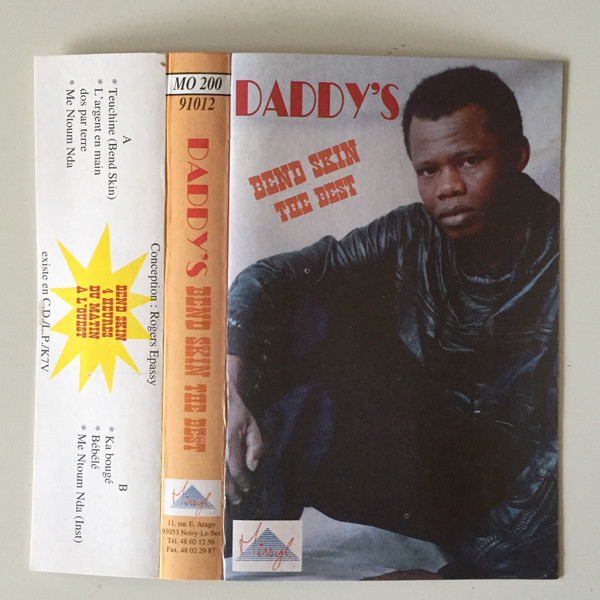 A
* Teuchine (Bend Skin)
* L'argent en main
dos par terre
* Me Ntoum Nda
Conception : Rogers Epassy
BEND SKIN
4 HEURES
DU MATIN
À L'OUEST
existe en C.D./L.P./K7V
B
* Ka bougé
* Bébélé
* Me Ntoum Nda (Inst)
MO 200
91012
DADDY'S BEND SKIN THE BEST
Missyl
11, rue E. Arago
93053 Noisy-Le-Sec
Tél. 48 02 12 56
Fax. 48 02 29 87
DADDY'S
BEND SKIN
THE BEST
Missyl